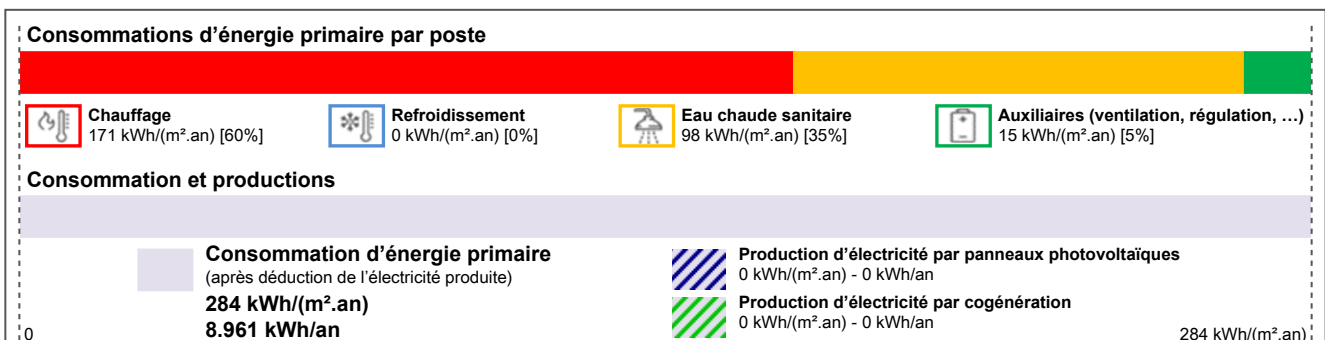 Consommations d'énergie primaire par poste
Chauffage
171 kWh/(m².an) [60%]
Refroidissement
0 kWh/(m².an) [0%]
Eau chaude sanitaire
98 kWh/(m².an) [35%]
Auxiliaires (ventilation, régulation, …)
15 kWh/(m².an) [5%]
Consommation et productions
Consommation d'énergie primaire
(après déduction de l'électricité produite)
284 kWh/(m².an)
8.961 kWh/an
Production d'électricité par panneaux photovoltaïques
0 kWh/(m².an) - 0 kWh/an
Production d'électricité par cogénération
0 kWh/(m².an) - 0 kWh/an
0
284 kWh/(m².an)